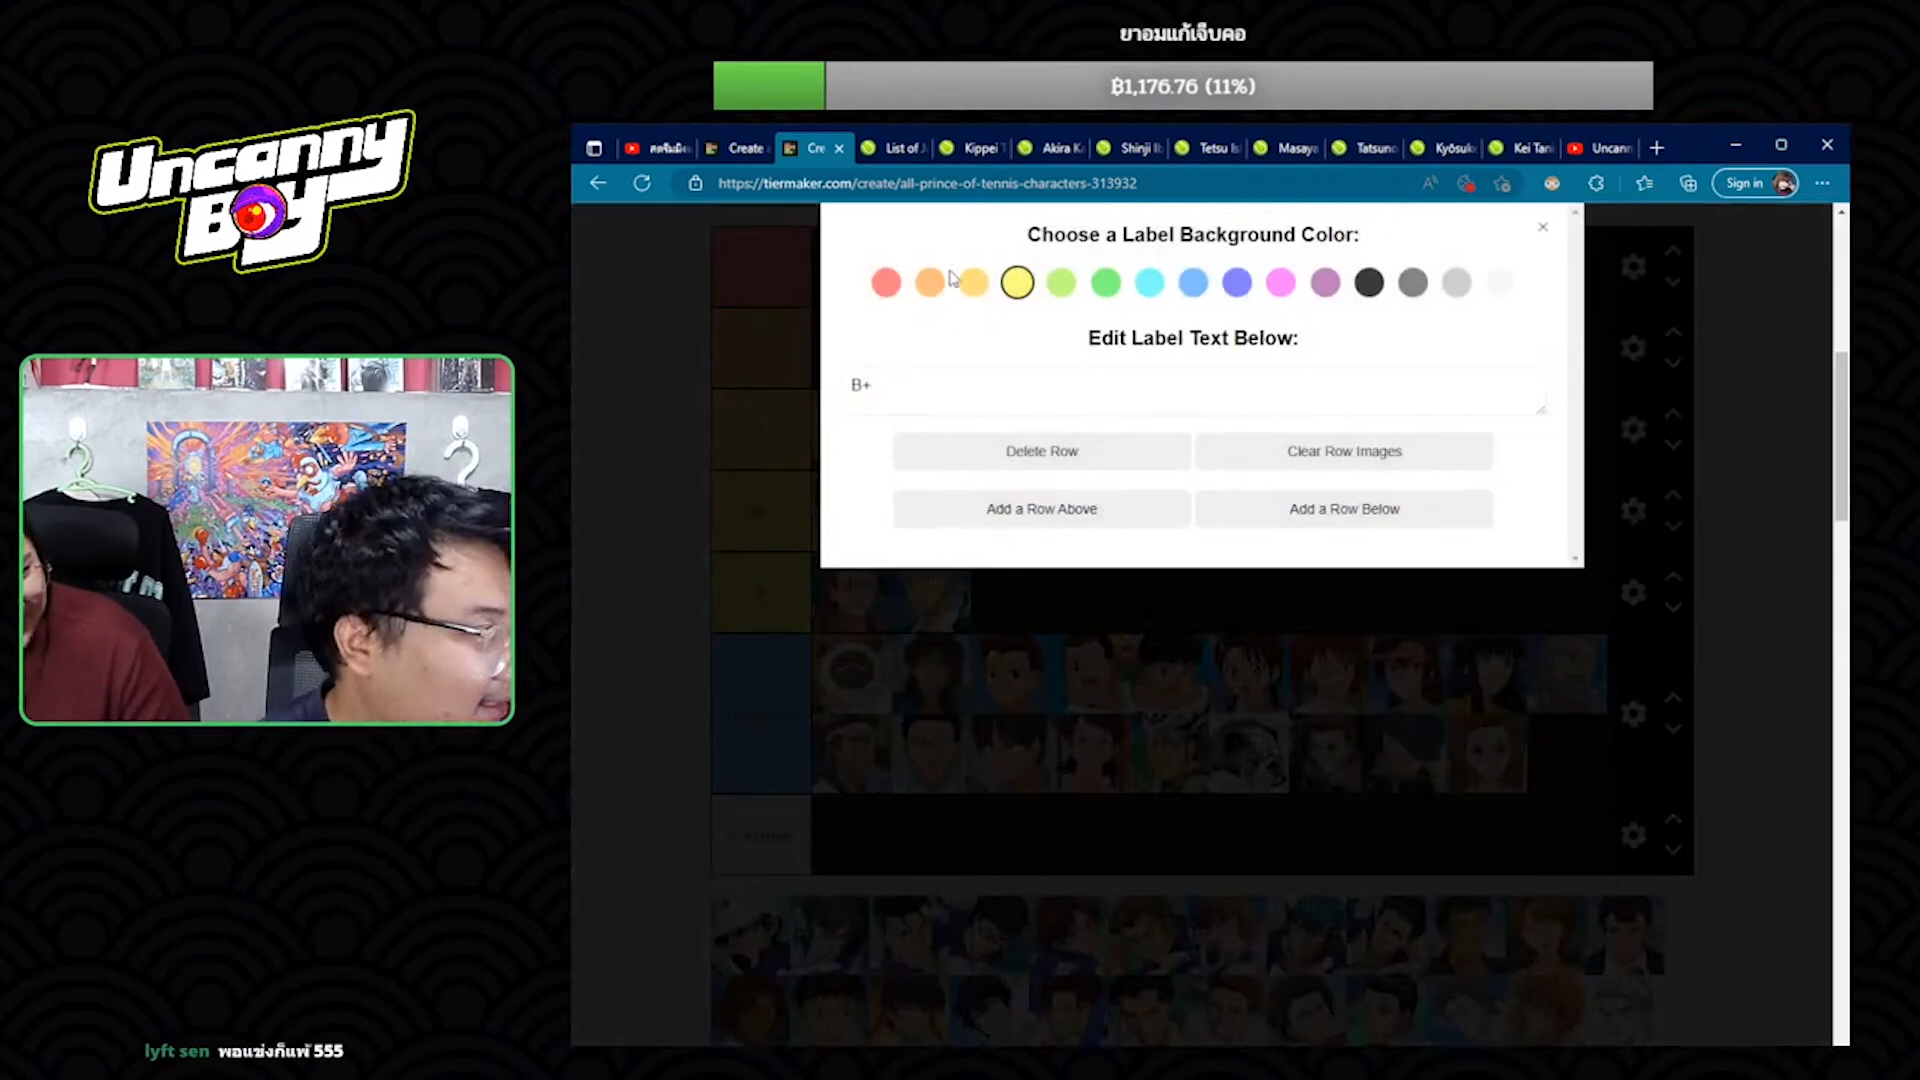 ยาอมแก้เจ็บคอ
฿1,176.76 (11%)
Uncanny
Boy
Create
Cre
List of J
Kippei
Akira K
Shinji It
Tetsu Is
Masaya
Tatsuno
Kyōsuk
Kei Tan
Uncann
https://tiermaker.com/create/all-prince-of-tennis-characters-313932
Sign in
Choose a Label Background Color:
Edit Label Text Below:
B+
Delete Row
Clear Row Images
Add a Row Above
Add a Row Below
lyft sen พอแข่งก็แพ้ 555